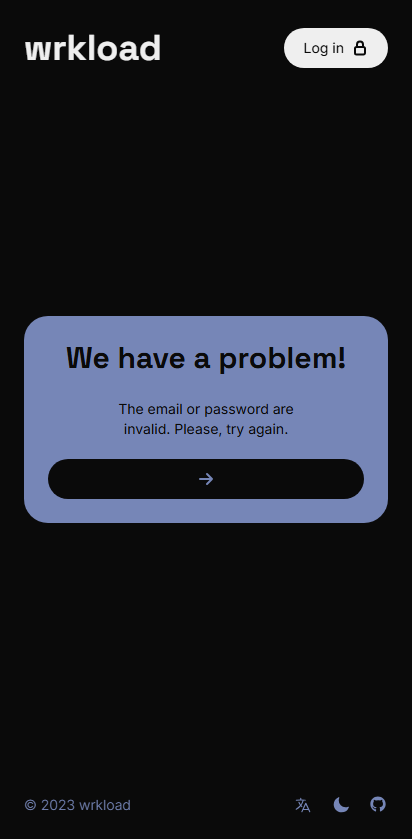 wrkload
Log in
We have a problem!
The email or password are
invalid. Please, try again.
© 2023 wrkload